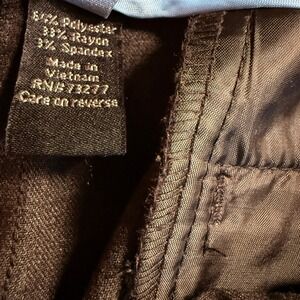 64% Polyester
33% Rayon
3% Spandex
Made in
Vietnam
RN#73277
Care on reverse